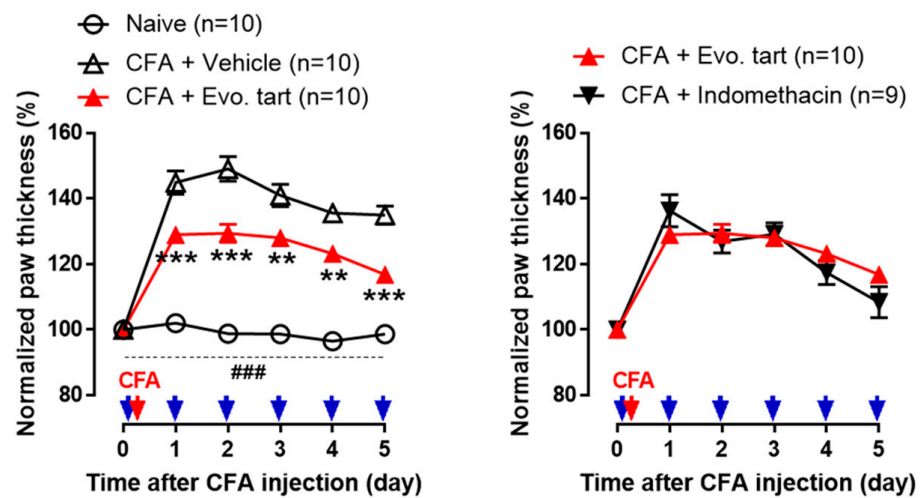 Naive (n=10)
CFA + Vehicle (n=10)
CFA + Evo. tart (n=10)
Normalized paw thickness (%)
160
140
120
100
80
***
***
**
**
***
###
CFA
0 1 2 3 4 5
Time after CFA injection (day)
CFA + Evo. tart (n=10)
CFA + Indomethacin (n=9)
Normalized paw thickness (%)
160
140
120
100
80
CFA
0 1 2 3 4 5
Time after CFA injection (day)